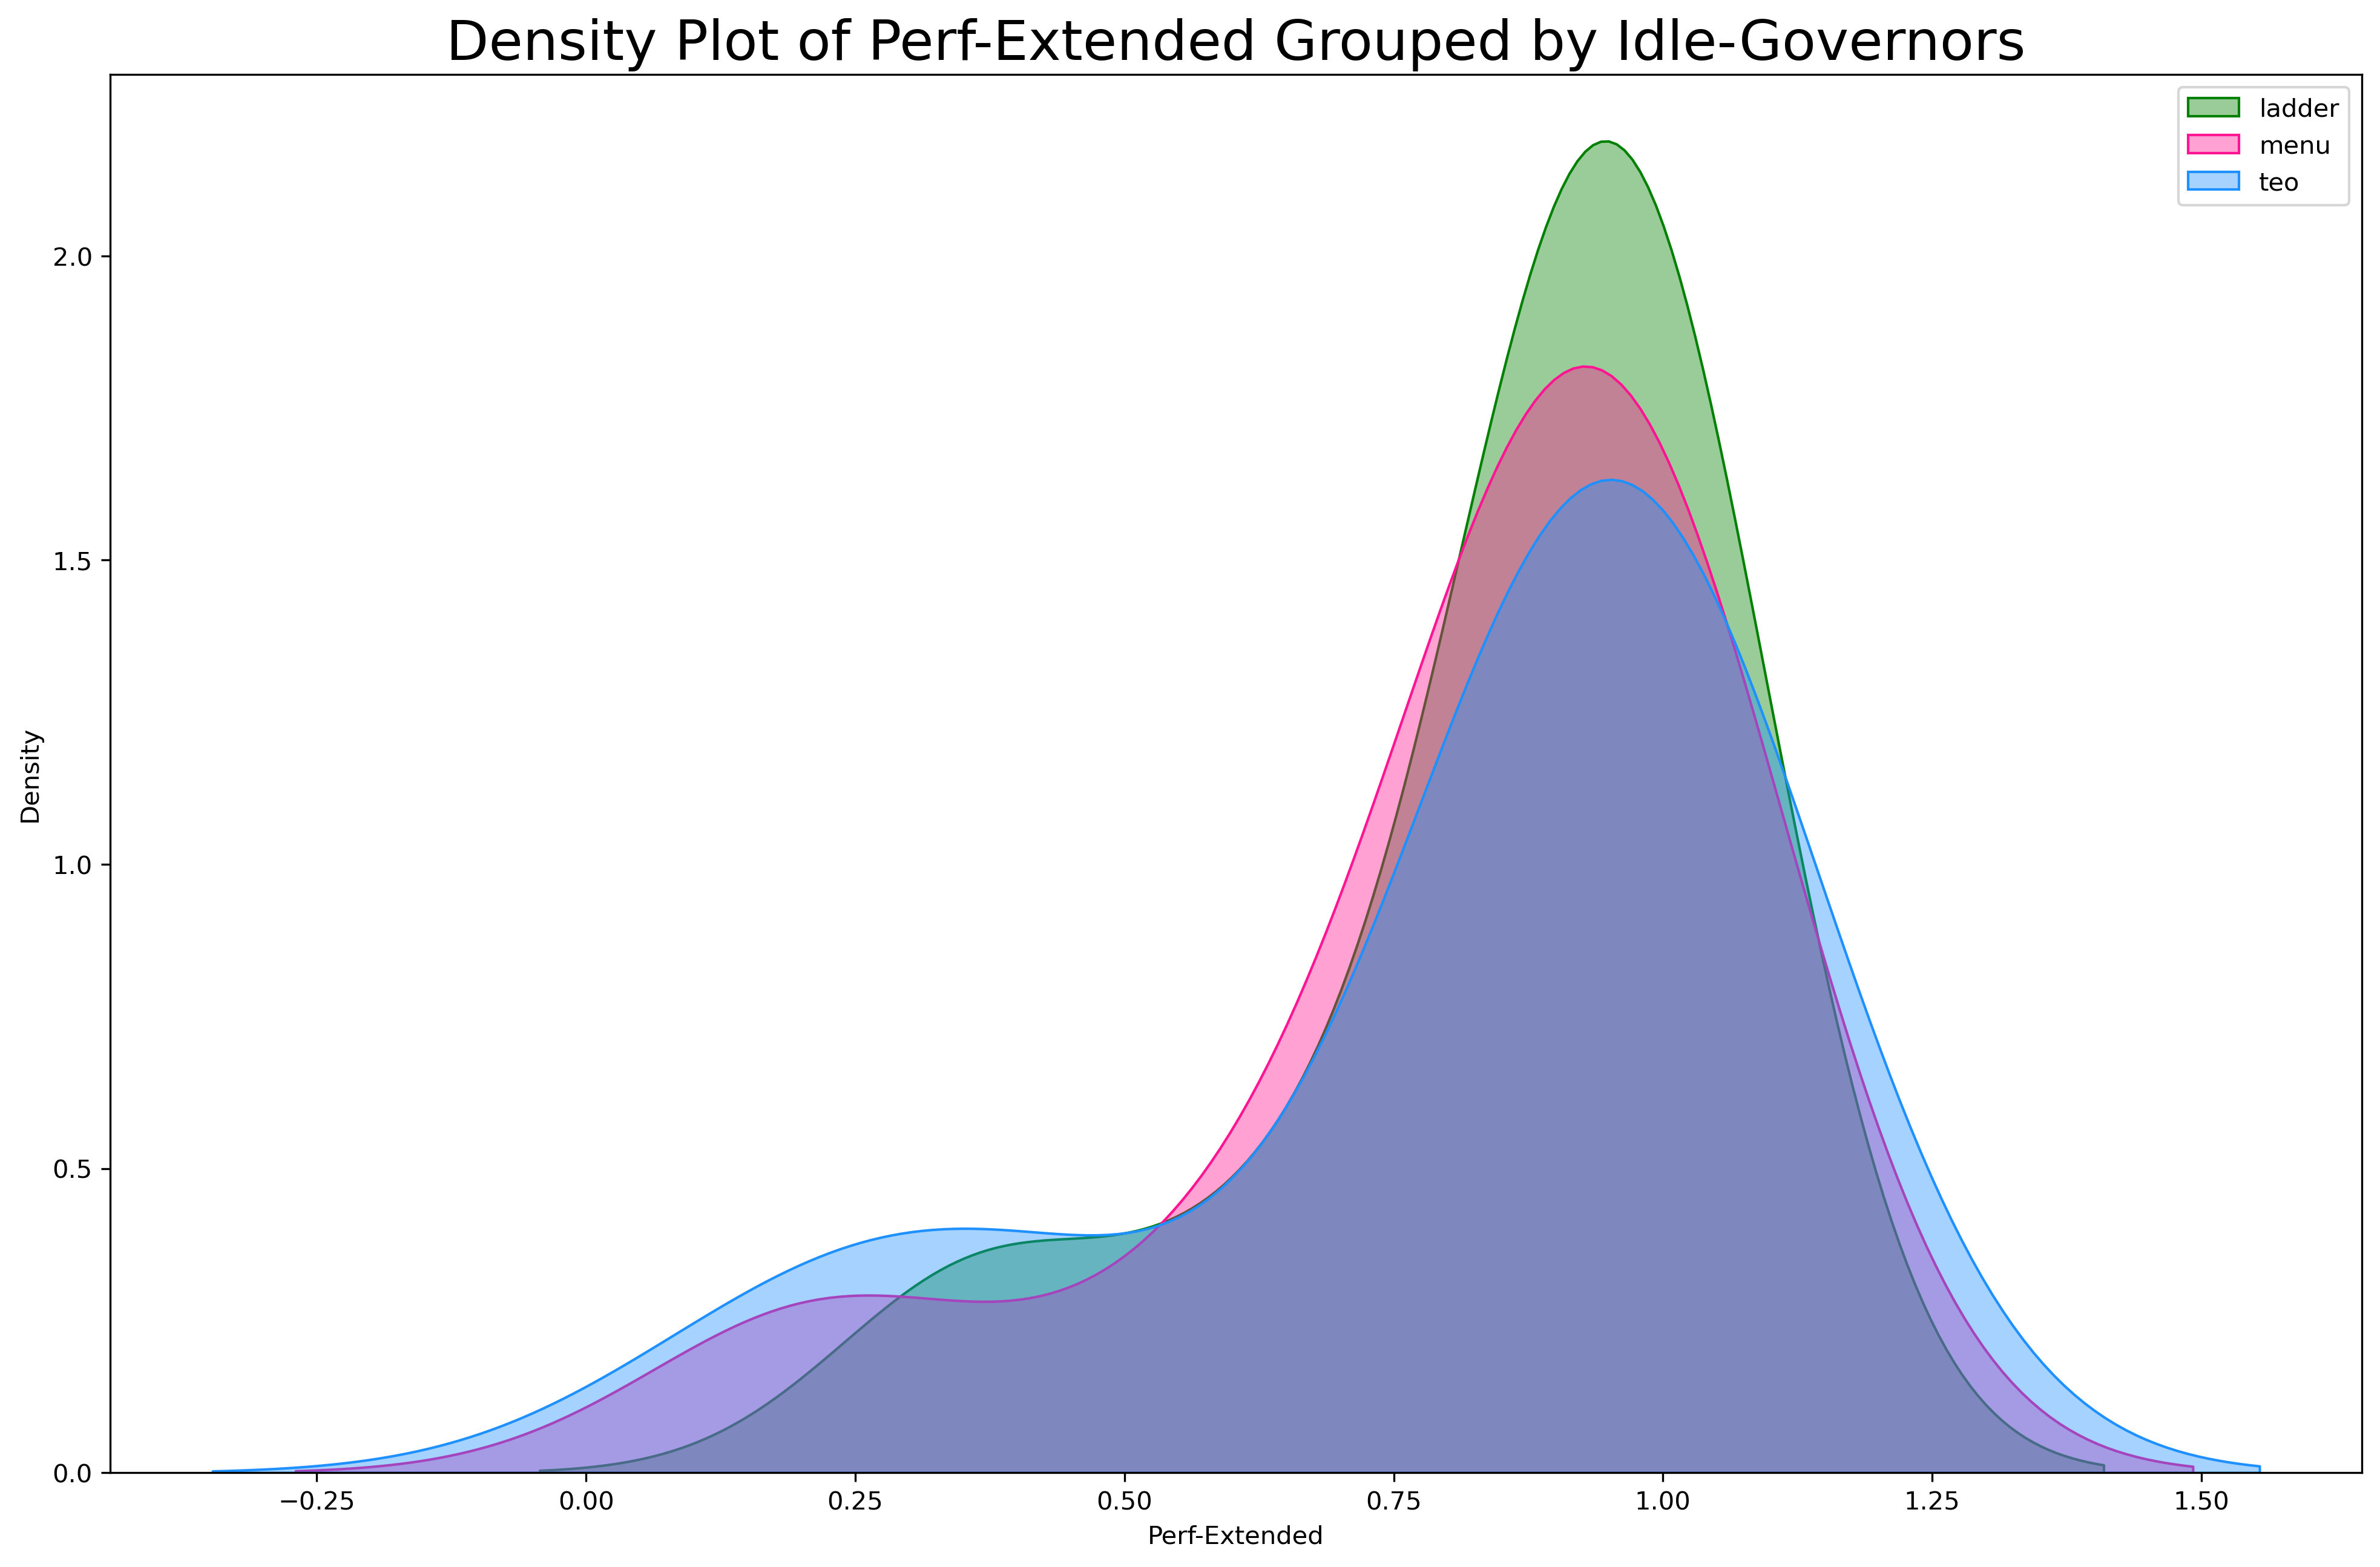 Density Plot of Perf-Extended Grouped by Idle-Governors
ladder
menu
teo
Density
2.0
1.5
1.0
0.5
0.0
−0.25
0.00
0.25
0.50
0.75
1.00
1.25
1.50
Perf-Extended